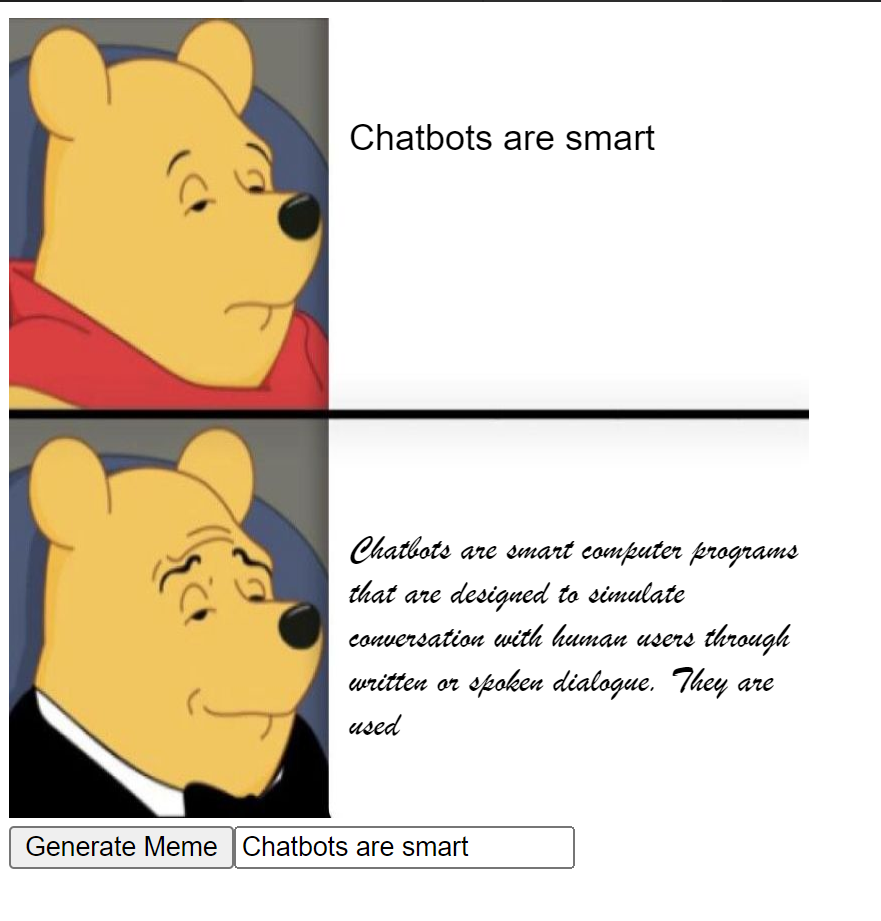 Chatbots are smart
Chatbots are smart computer programs
that are designed to simulate
conversation with human users through
written or spoken dialogue. They are
used
Generate Meme
Chatbots are smart